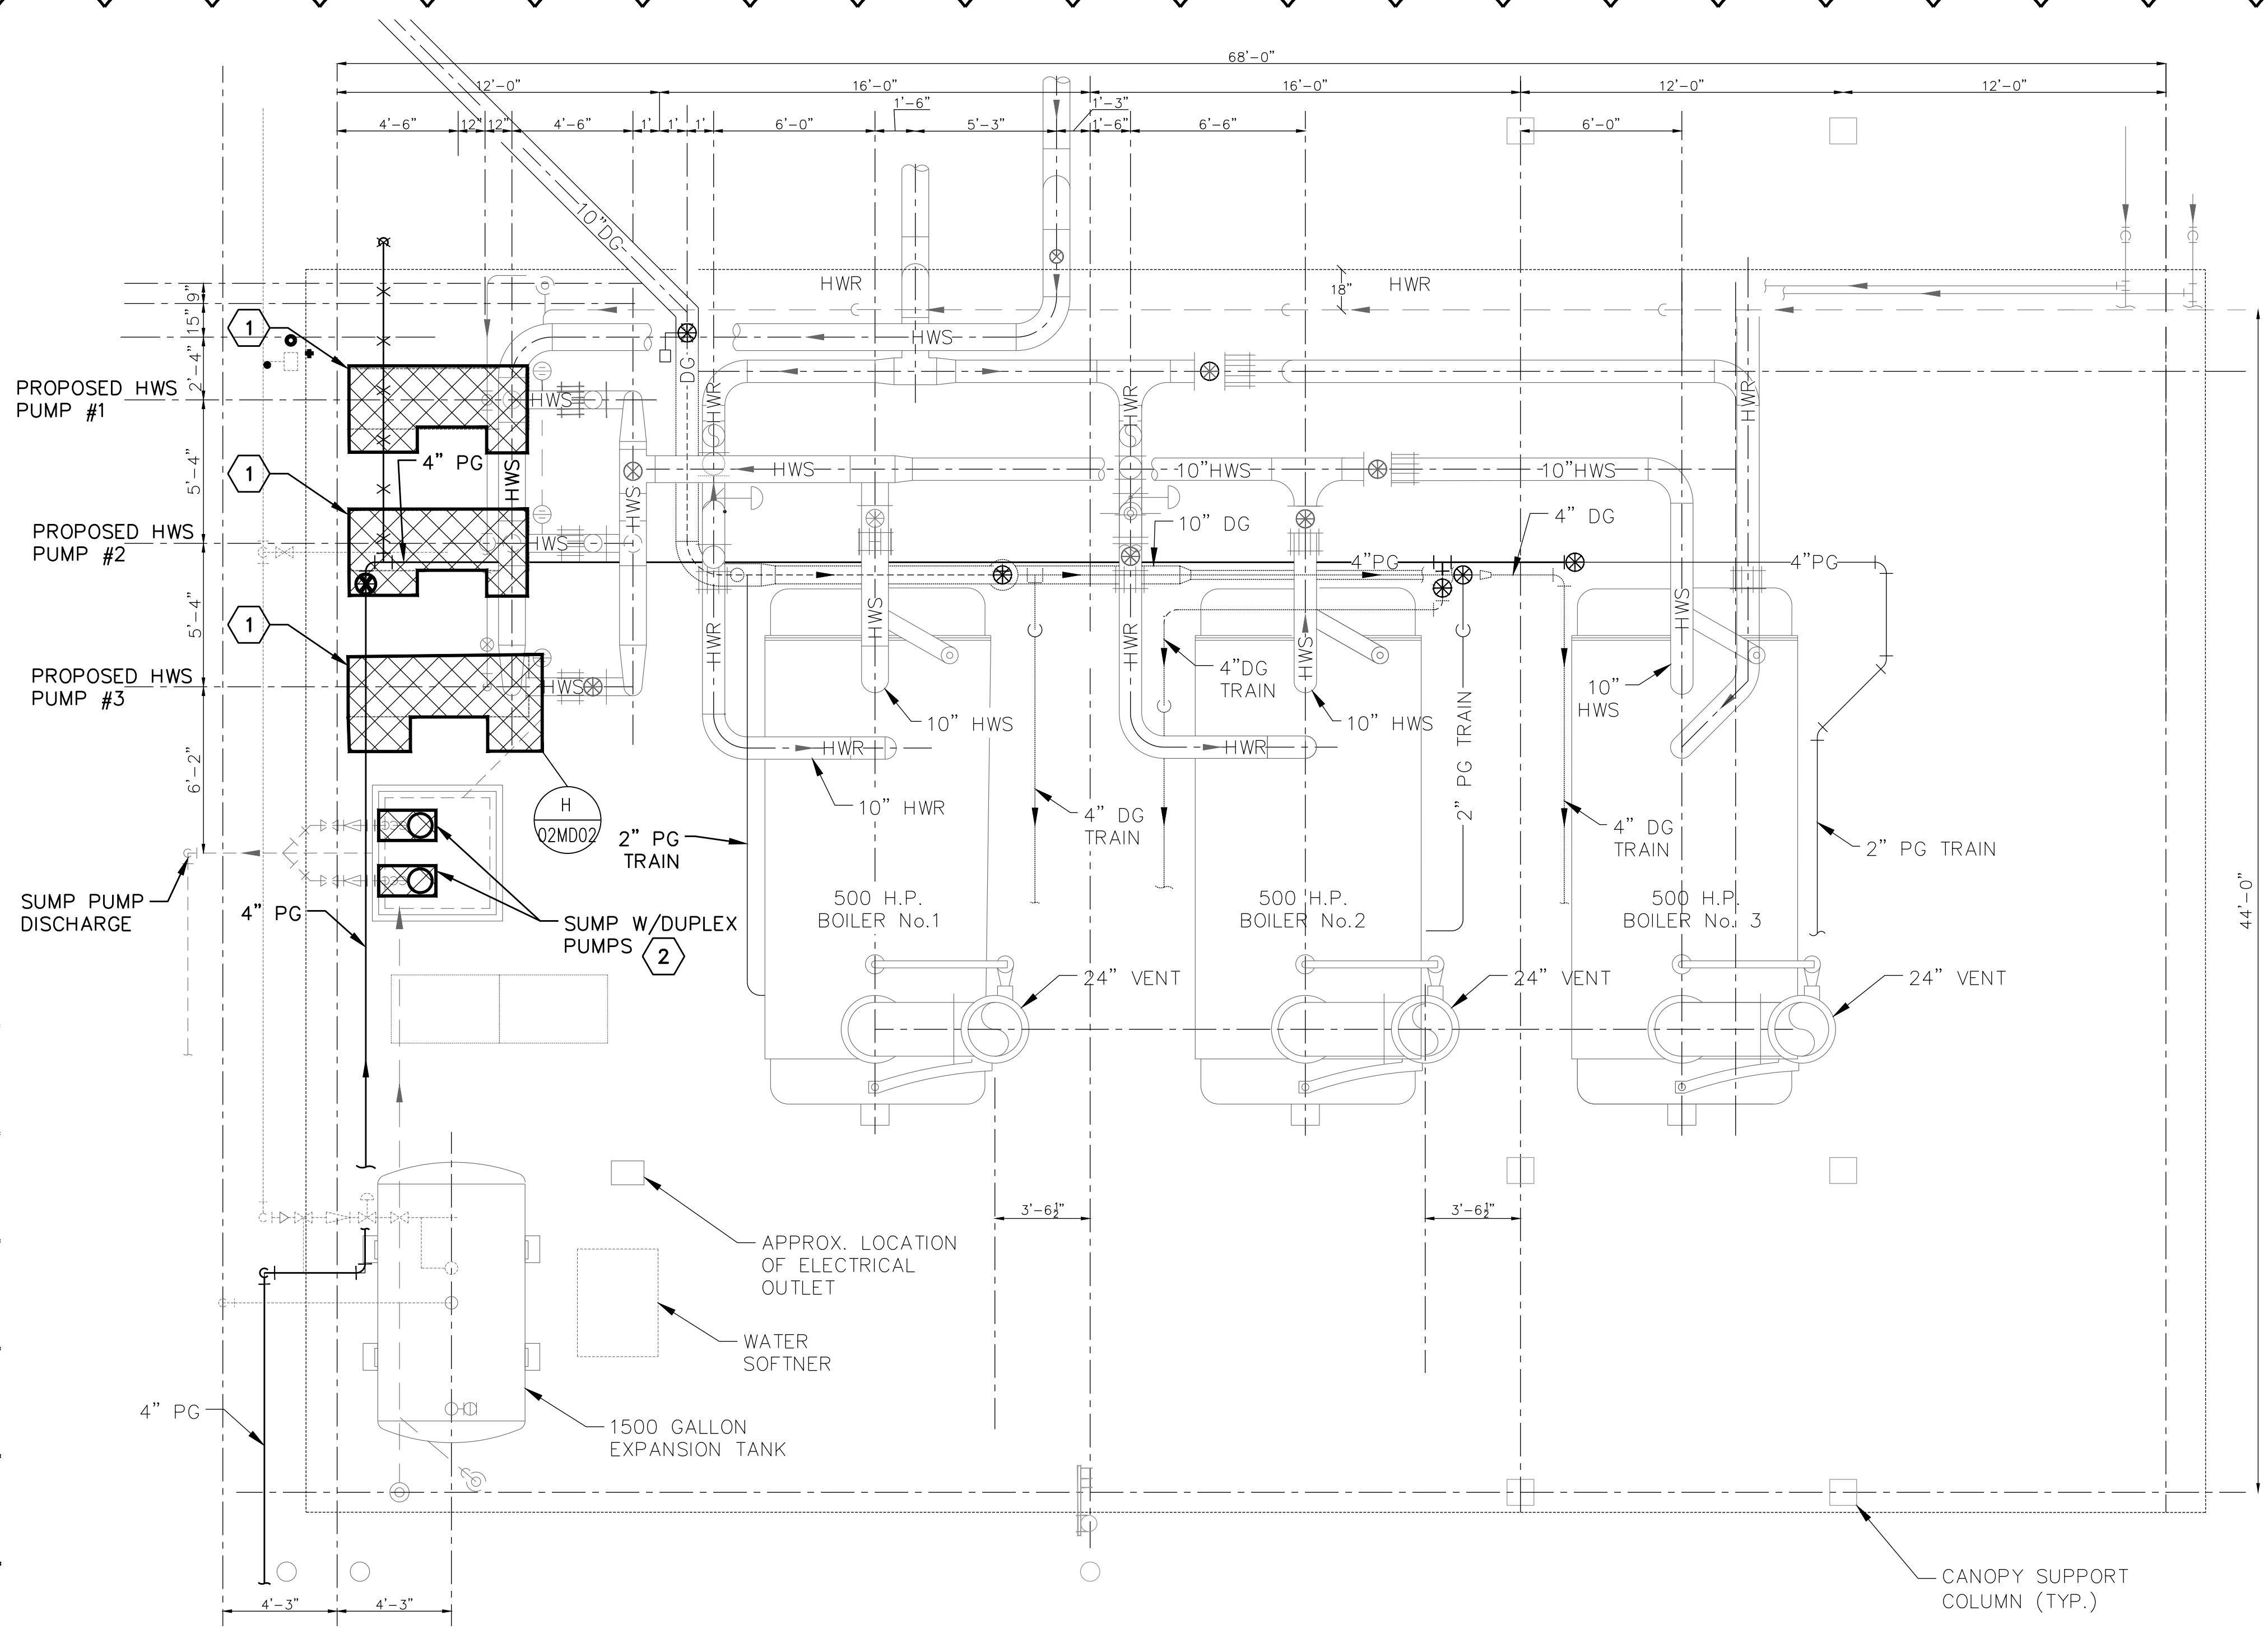 68'-0"
12'-0"
16'-0"
16'-0"
12'-0"
12'-0"
1'-6"
1'-3"
4'-6"
12"
12"
4'-6"
1'
1'
1'
6'-0"
5'-3"
1'-6"
6'-6"
6'-0"
10"DG
HWR
18"
HWR
9"
15"
2'-4"
1
HWS
DG
PROPOSED HWS
PUMP #1
HWS
HWR
HWR
HWR
5'-4"
4" PG
HWS
HWS
HWS
10"HWS
10"HWS
1
PROPOSED HWS
PUMP #2
HWS
10" DG
4" DG
4"PG
4"PG
5'-4"
1
HWS
HWS
HWR
HWR
HWS
PROPOSED HWS
PUMP #3
HWS
4"DG
TRAIN
10"
HWS
10" HWS
10" HWS
HWR
HWR
2" PG TRAIN
6'-2"
10" HWR
H
02MD02
2" PG
TRAIN
4" DG
TRAIN
4" DG
TRAIN
2" PG TRAIN
SUMP PUMP
DISCHARGE
4" PG
SUMP W/DUPLEX
PUMPS
2
500 H.P.
BOILER No.1
500 H.P.
BOILER No.2
500 H.P.
BOILER No. 3
44'-0"
24" VENT
24" VENT
24" VENT
3'-6½"
3'-6½"
APPROX. LOCATION
OF ELECTRICAL
OUTLET
WATER
SOFTNER
4" PG
1500 GALLON
EXPANSION TANK
CANOPY SUPPORT
COLUMN (TYP.)
4'-3"
4'-3"